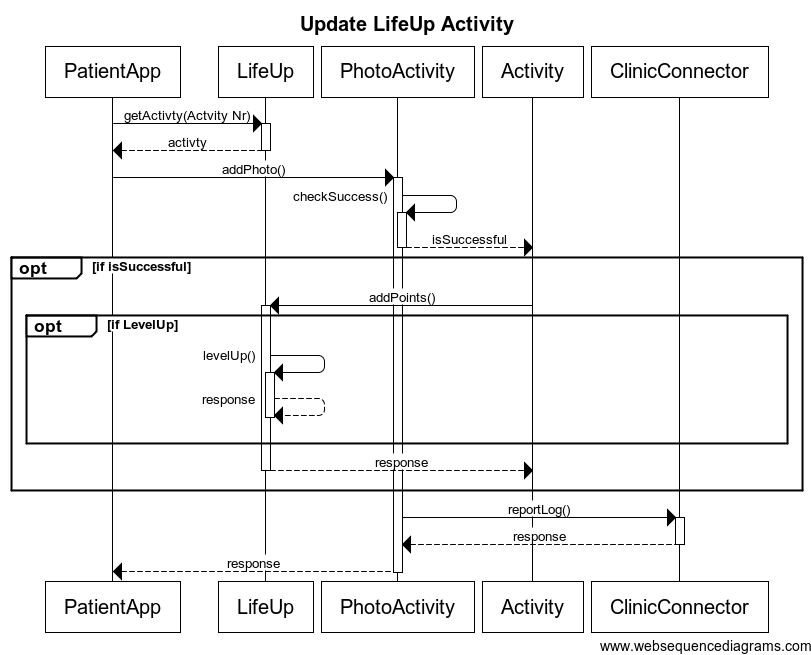 Update LifeUp Activity
PatientApp LifeUp PhotoActivity Activity ClinicConnector
getActivty(Actvity Nr)
activty
addPhoto()
checkSuccess()
isSuccessful
opt [if isSuccessful]
addPoints()
opt [if LevelUp]
levelUp()
response
response
reportLog()
response
response
PatientApp LifeUp PhotoActivity Activity ClinicConnector
www.websequencediagrams.com